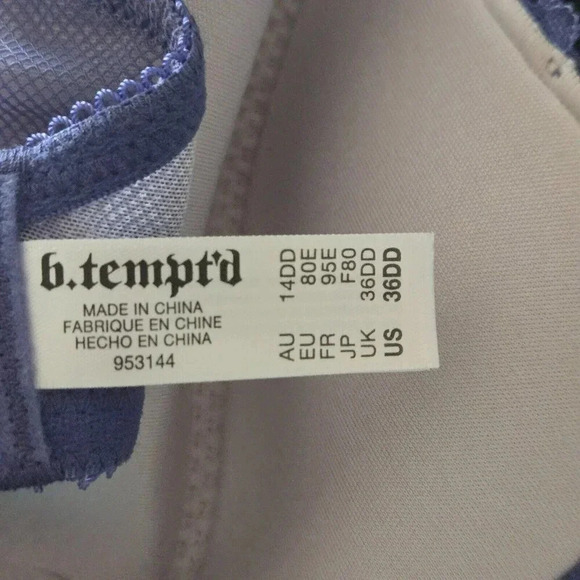 b.tempt'd
MADE IN CHINA
FABRIQUE EN CHINE
HECHO EN CHINA
953144
AU 14DD
EU 80E
FR 95E
JP F80
UK 36DD
US 36DD